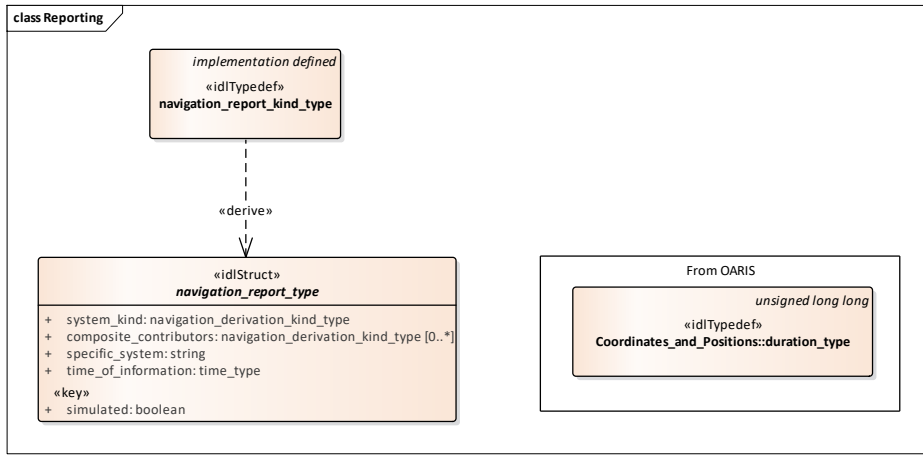 class Reporting
implementation defined
«idlTypedef»
navigation_report_kind_type
«derive»
«idlStruct»
navigation_report_type
+ system_kind: navigation_derivation_kind_type
+ composite_contributors: navigation_derivation_kind_type [0..*]
+ specific_system: string
+ time_of_information: time_type
«key»
+ simulated: boolean
From OARIS
unsigned long long
«idlTypedef»
Coordinates_and_Positions::duration_type